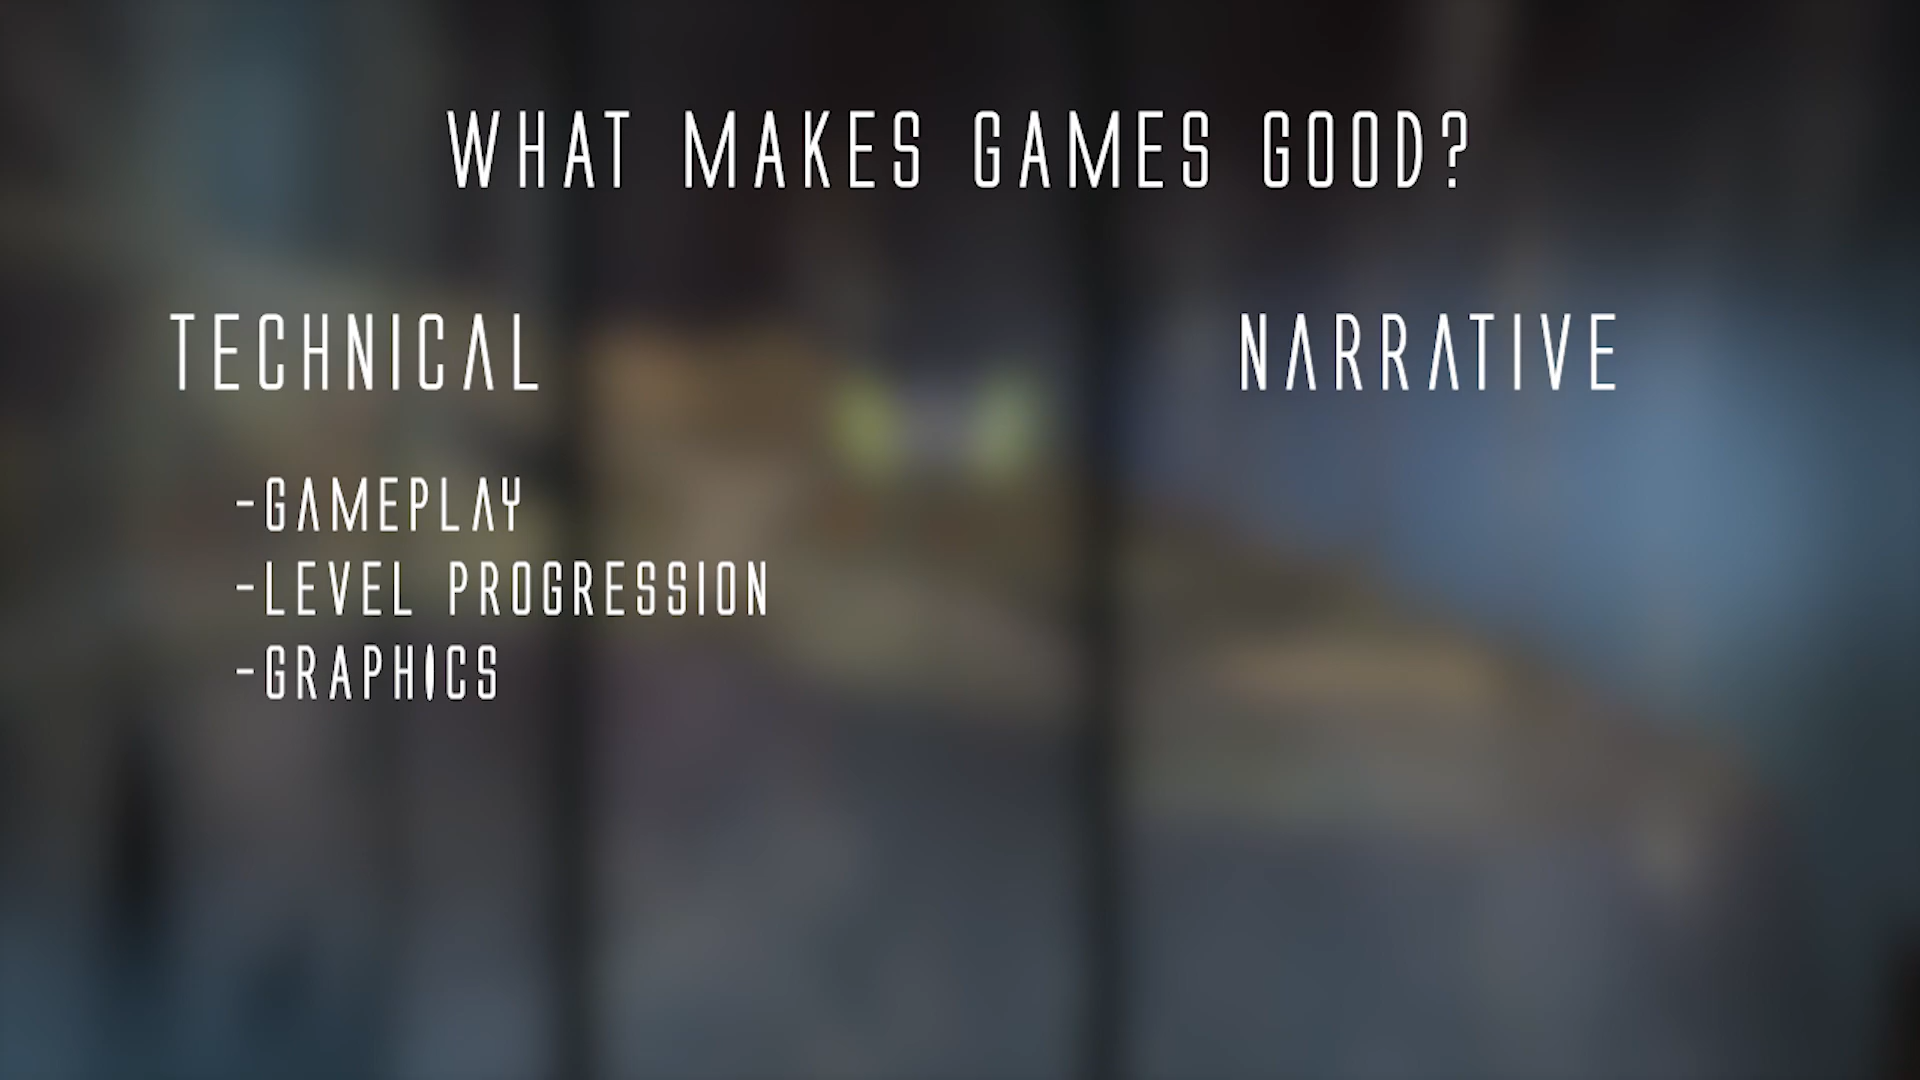 WHAT MAKES GAMES GOOD?
TECHNICAL
NARRATIVE
-GAMEPLAY
-LEVEL PROGRESSION
-GRAPHICS